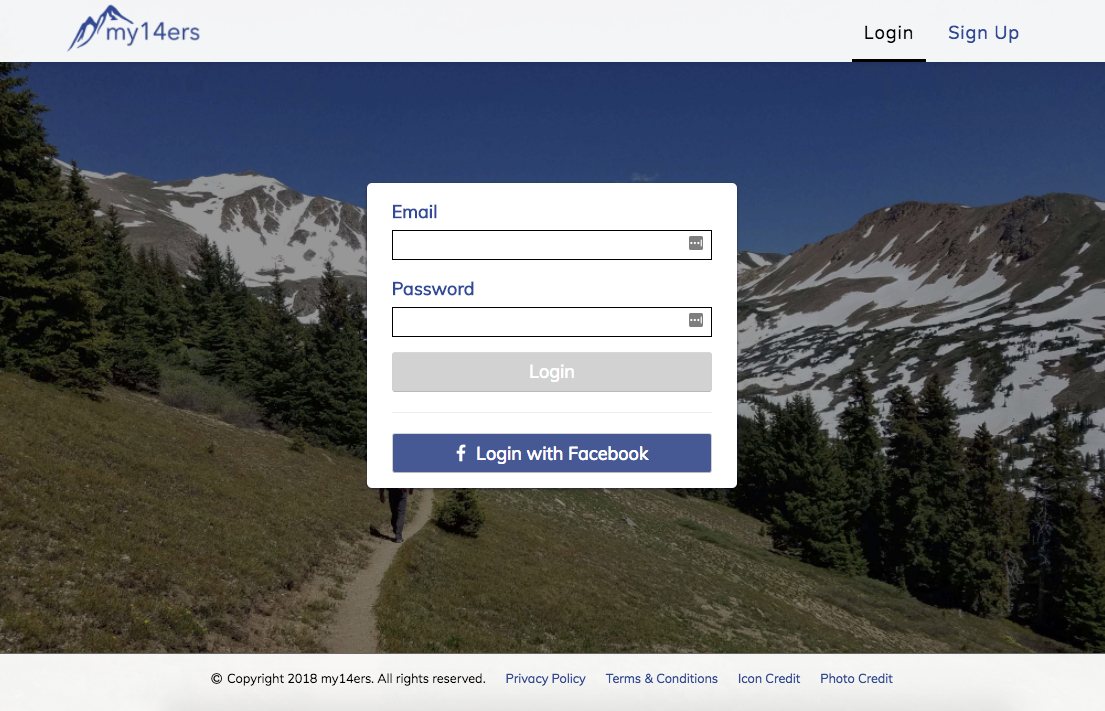 my14ers
Login
Sign Up
Email
Password
Login
f Login with Facebook
© Copyright 2018 my14ers. All rights reserved. Privacy Policy Terms & Conditions Icon Credit Photo Credit